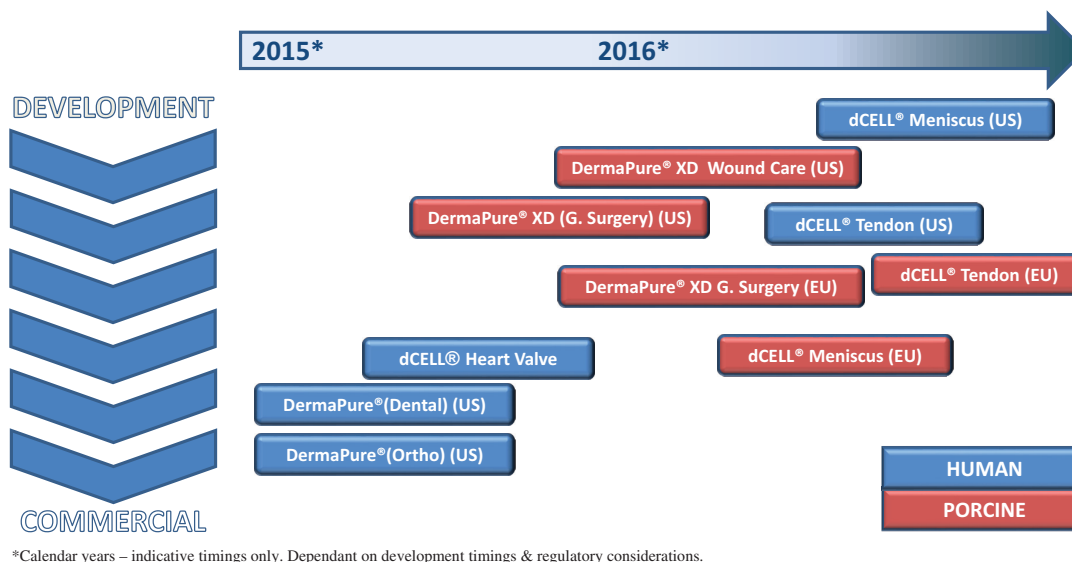 2015* 2016*
DEVELOPMENT
dCELL® Meniscus (US)
DermaPure® XD Wound Care (US)
DermaPure® XD (G. Surgery) (US)
dCELL® Tendon (US)
dCELL® Tendon (EU)
DermaPure® XD G. Surgery (EU)
dCELL® Heart Valve
dCELL® Meniscus (EU)
DermaPure®(Dental) (US)
DermaPure®(Ortho) (US)
HUMAN
PORCINE
COMMERCIAL
*Calendar years – indicative timings only. Dependant on development timings & regulatory considerations.